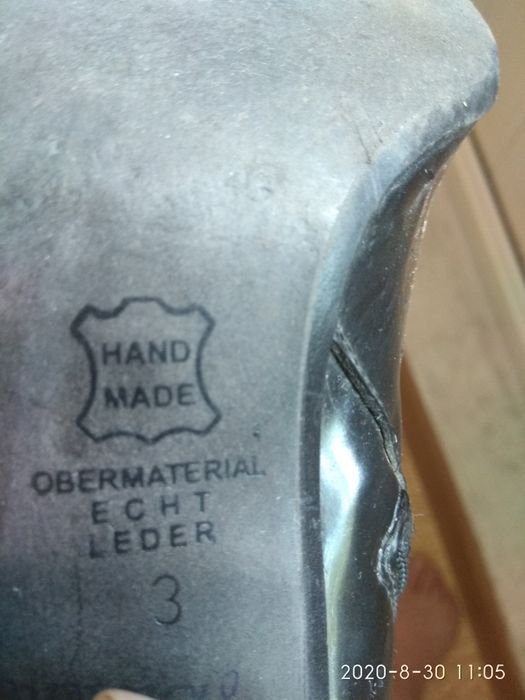 HAND
MADE
OBERMATERIAL
ECHT
LEDER
3
2020-8-30 11:05